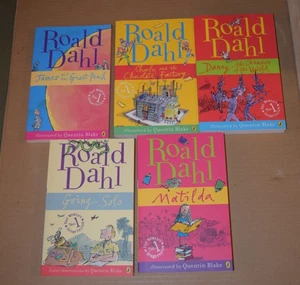 Roald
Dahl
James and the Giant Peach
Illustrated by Quentin Blake
Roald
Dahl
Charlie and the
Chocolate Factory
Illustrated by Quentin Blake
Roald
Dahl
Danny the Champion
of the World
Illustrated by Quentin Blake
Roald
Dahl
Going Solo
Quentin Blake
Roald
Dahl
Matilda
Illustrated by Quentin Blake